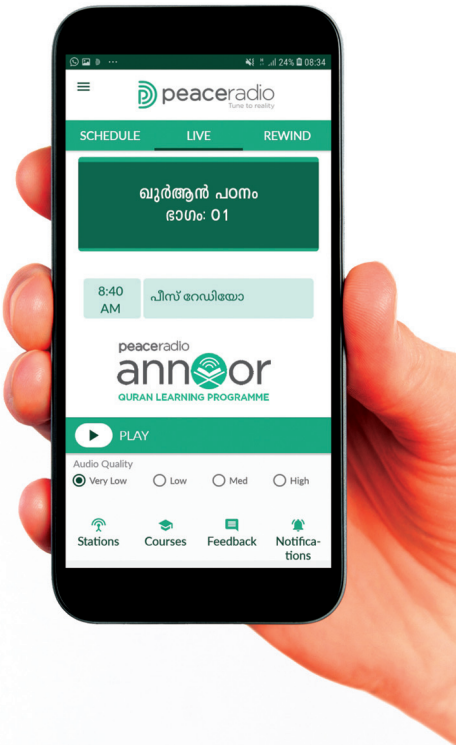 24% 08:34
peaceradio
Tune to reality
SCHEDULE LIVE REWIND
ഖുർആൻ പഠനം
ഭാഗം: 01
8:40
AM
പീസ് റേഡിയോ
peaceradio
annoor
QURAN LEARNING PROGRAMME
PLAY
Audio Quality
Very Low Low Med High
Stations Courses Feedback Notifica-
tions